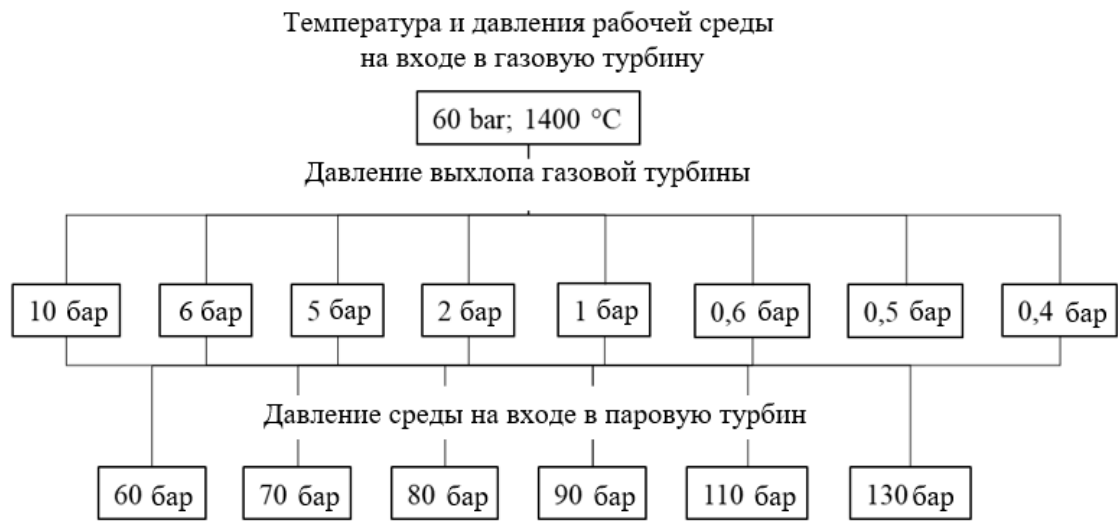 Температура и давления рабочей среды
на входе в газовую турбину
60 bar; 1400 °C
Давление выхлопа газовой турбины
10 бар
6 бар
5 бар
2 бар
1 бар
0,6 бар
0,5 бар
0,4 бар
Давление среды на входе в паровую турбин
60 бар
70 бар
80 бар
90 бар
110 бар
130 бар